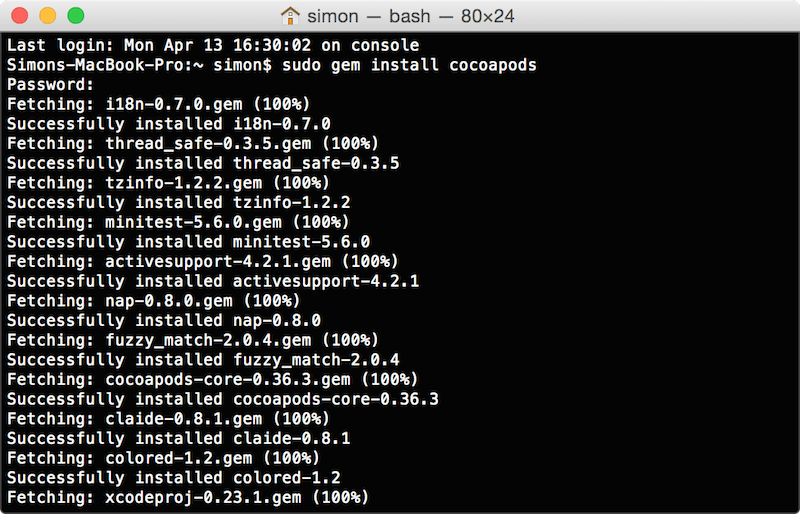 simon — bash — 80×24
Last login: Mon Apr 13 16:30:02 on console
Simons-MacBook-Pro:~ simon$ sudo gem install cocoapods
Password:
Fetching: i18n-0.7.0.gem (100%)
Successfully installed i18n-0.7.0
Fetching: thread_safe-0.3.5.gem (100%)
Successfully installed thread_safe-0.3.5
Fetching: tzinfo-1.2.2.gem (100%)
Successfully installed tzinfo-1.2.2
Fetching: minitest-5.6.0.gem (100%)
Successfully installed minitest-5.6.0
Fetching: activesupport-4.2.1.gem (100%)
Successfully installed activesupport-4.2.1
Fetching: nap-0.8.0.gem (100%)
Successfully installed nap-0.8.0
Fetching: fuzzy_match-2.0.4.gem (100%)
Successfully installed fuzzy_match-2.0.4
Fetching: cocoapods-core-0.36.3.gem (100%)
Successfully installed cocoapods-core-0.36.3
Fetching: claide-0.8.1.gem (100%)
Successfully installed claide-0.8.1
Fetching: colored-1.2.gem (100%)
Successfully installed colored-1.2
Fetching: xcodeproj-0.23.1.gem (100%)